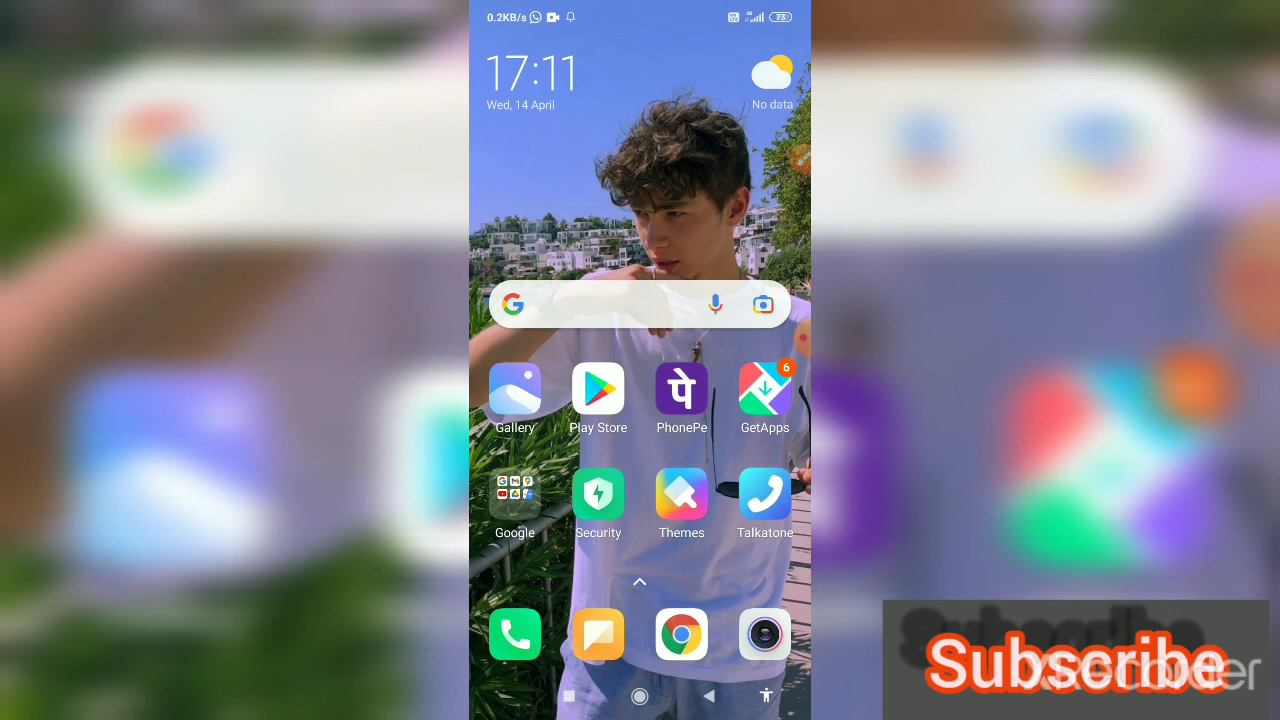 0.2KB/s
73
17:11
Wed, 14 April
No data
6
Gallery
Play Store
पे
PhonePe
GetApps
Google
Security
Themes
Talkatone
Subscribe
XRecorder